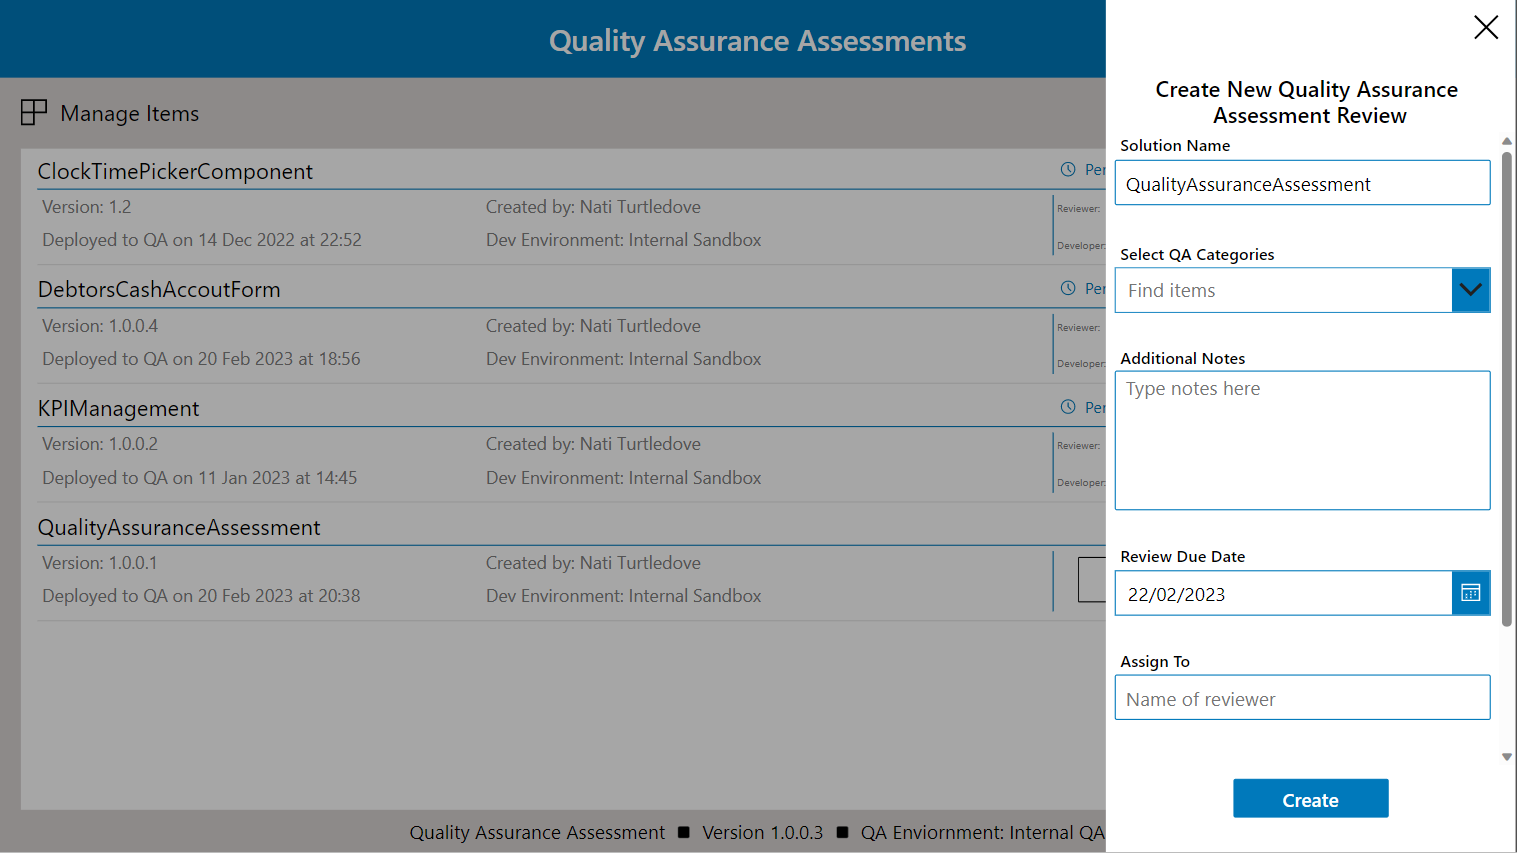 Quality Assurance Assessments
Manage Items
ClockTimePickerComponent
Per
Version: 1.2
Created by: Nati Turtledove
Reviewer:
Deployed to QA on 14 Dec 2022 at 22:52
Dev Environment: Internal Sandbox
Developer:
DebtorsCashAccoutForm
Per
Version: 1.0.0.4
Created by: Nati Turtledove
Reviewer:
Deployed to QA on 20 Feb 2023 at 18:56
Dev Environment: Internal Sandbox
Developer:
KPIManagement
Per
Version: 1.0.0.2
Created by: Nati Turtledove
Reviewer:
Deployed to QA on 11 Jan 2023 at 14:45
Dev Environment: Internal Sandbox
Developer:
QualityAssuranceAssessment
Version: 1.0.0.1
Created by: Nati Turtledove
Deployed to QA on 20 Feb 2023 at 20:38
Dev Environment: Internal Sandbox
Quality Assurance Assessment ■ Version 1.0.0.3 ■ QA Enviornment: Internal QA
Create New Quality Assurance
Assessment Review
Solution Name
QualityAssuranceAssessment
Select QA Categories
Find items
Additional Notes
Type notes here
Review Due Date
22/02/2023
Assign To
Name of reviewer
Create